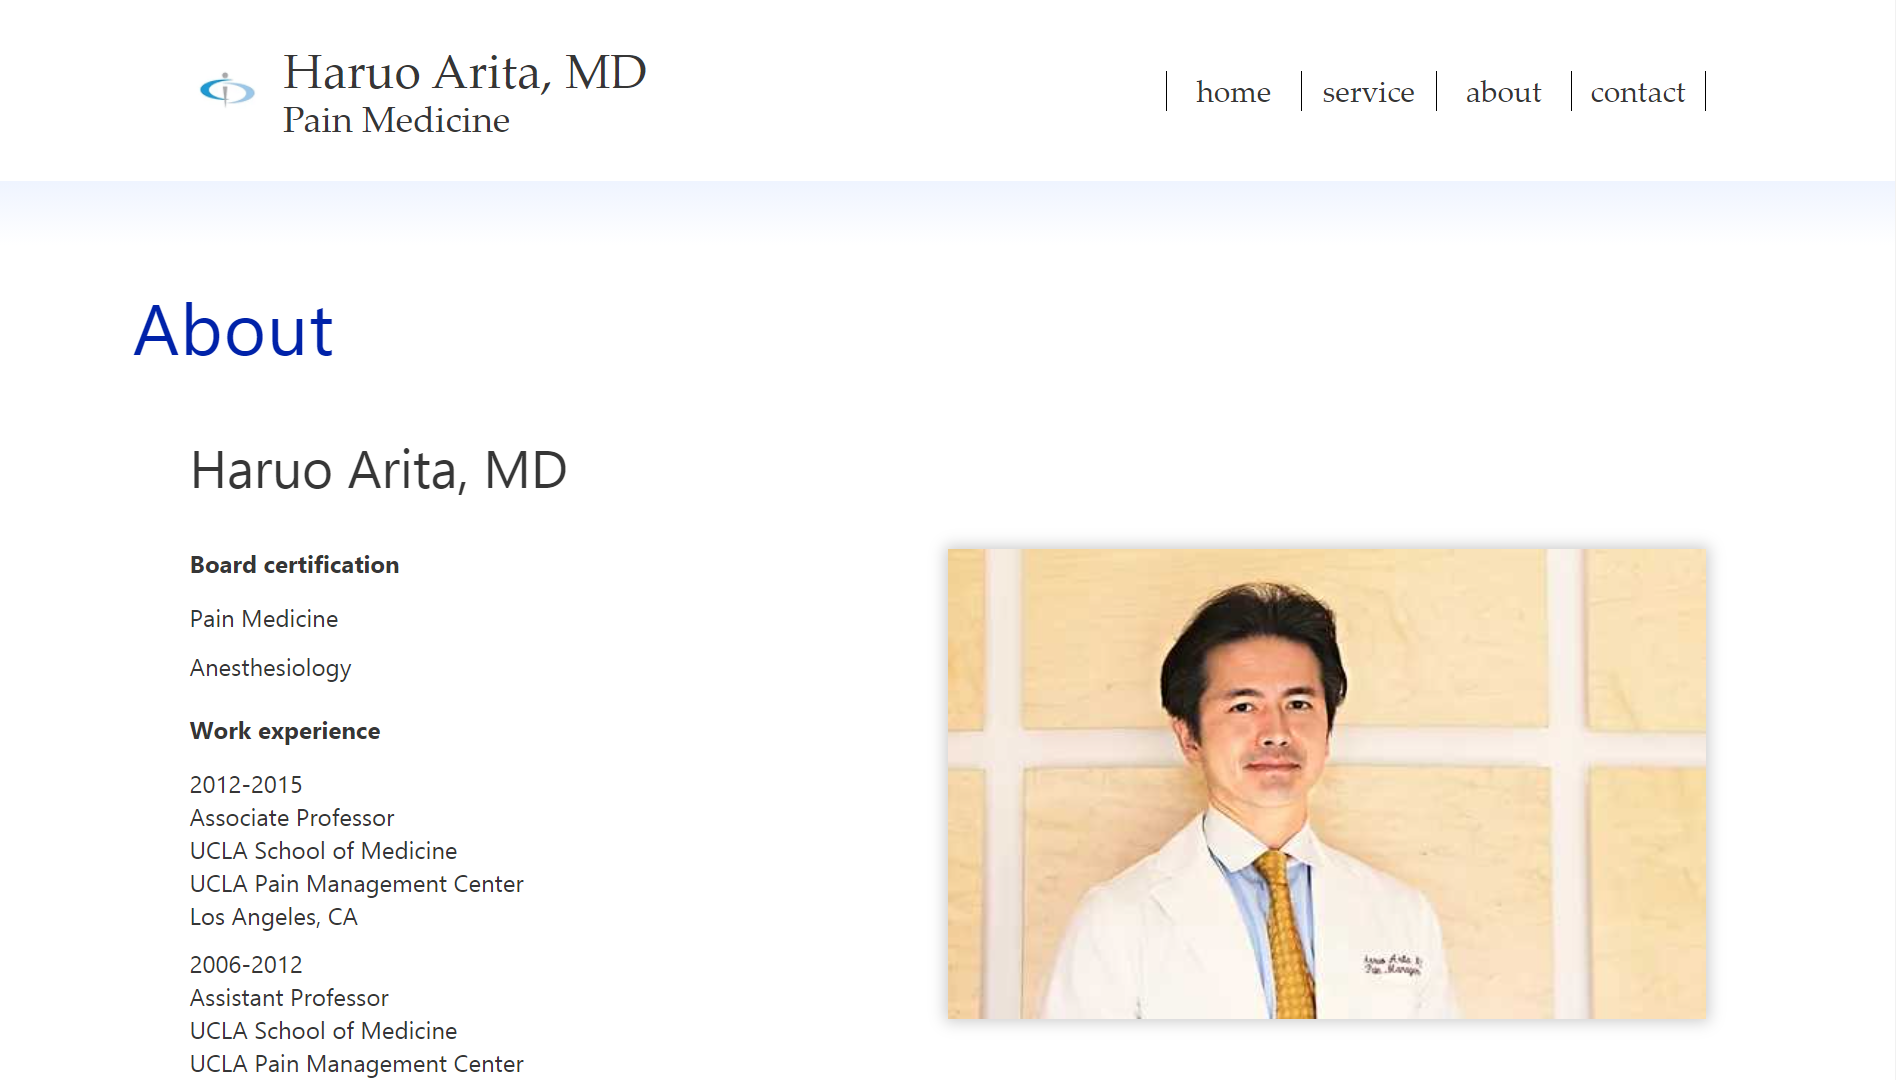 Haruo Arita, MD
Pain Medicine
home
service
about
contact
About
Haruo Arita, MD
Board certification
Pain Medicine
Anesthesiology
Work experience
2012-2015
Associate Professor
UCLA School of Medicine
UCLA Pain Management Center
Los Angeles, CA
2006-2012
Assistant Professor
UCLA School of Medicine
UCLA Pain Management Center